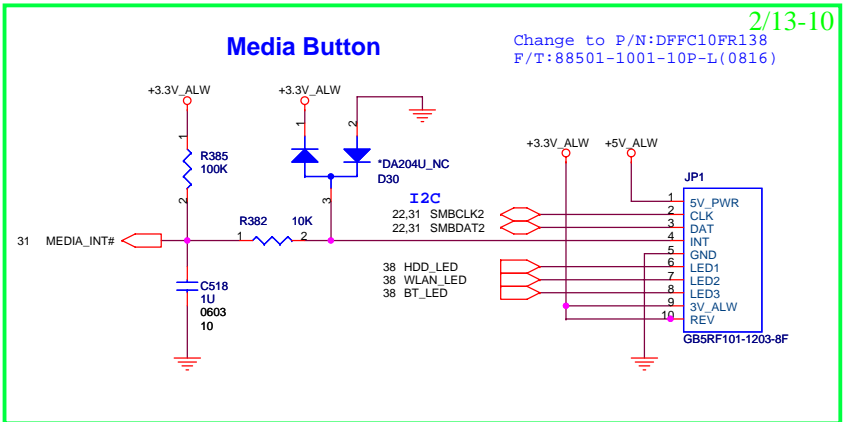 2/13-10
Media Button
Change to P/N:DFFC10FR138
F/T:88501-1001-10P-L(0816)
+3.3V_ALW
+3.3V_ALW
1
2
1
R385
100K
2
*DA204U_NC
D30
3
+3.3V_ALW
+5V_ALW
JP1
I2C
22,31 SMBCLK2
22,31 SMBDAT2
R382 10K
31 MEDIA_INT#
1
2
38 HDD_LED
38 WLAN_LED
38 BT_LED
1 5V_PWR
2 CLK
3 DAT
4 INT
5 GND
6 LED1
7 LED2
8 LED3
9 3V_ALW
10 REV
GB5RF101-1203-8F
C518
1U
0603
10